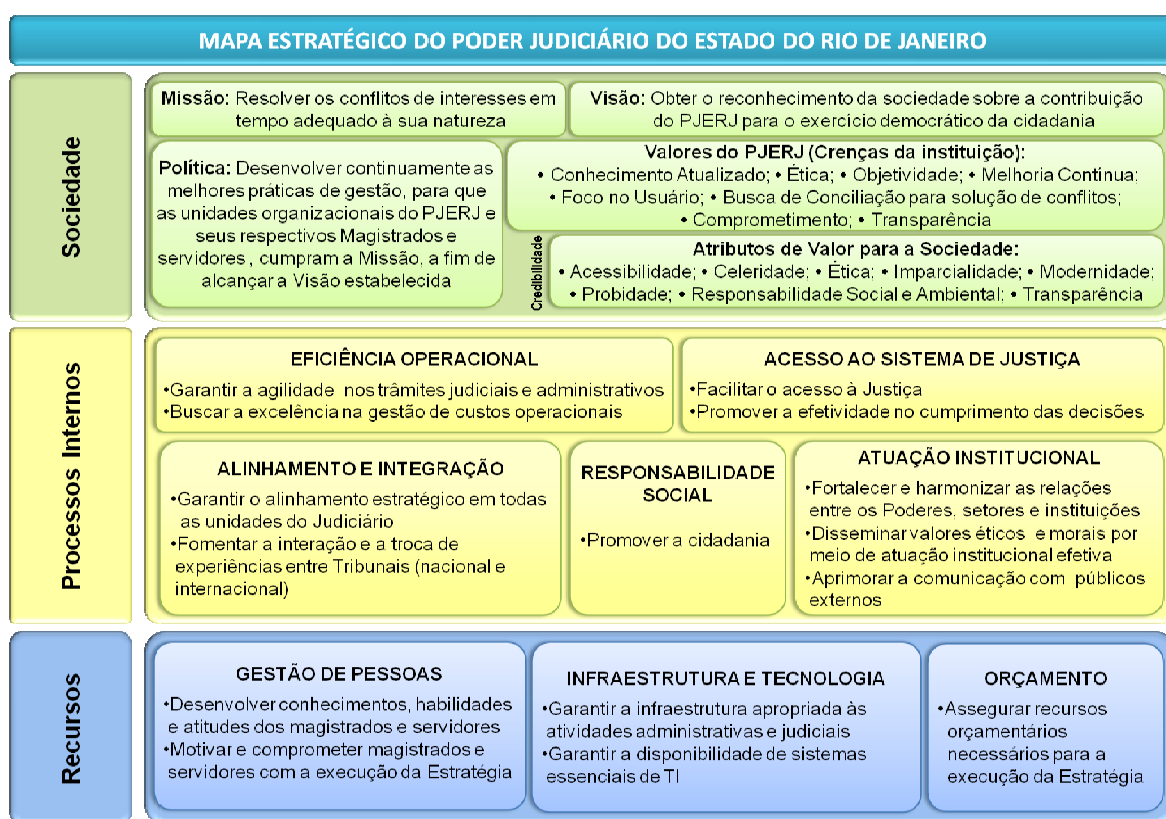 MAPA ESTRATÉGICO DO PODER JUDICIÁRIO DO ESTADO DO RIO DE JANEIRO
Sociedade
Missão: Resolver os conflitos de interesses em
tempo adequado à sua natureza
Visão: Obter o reconhecimento da sociedade sobre a contribuição
do PJERJ para o exercício democrático da cidadania
Política: Desenvolver continuamente as
melhores práticas de gestão, para que
as unidades organizacionais do PJERJ e
seus respectivos Magistrados e
servidores , cumpram a Missão, a fim de
alcançar a Visão estabelecida
Valores do PJERJ (Crenças da instituição):
• Conhecimento Atualizado; • Ética; • Objetividade; • Melhoria Continua;
• Foco no Usuário; • Busca de Conciliação para solução de conflitos;
• Comprometimento; • Transparência
Credibilidade
Atributos de Valor para a Sociedade:
• Acessibilidade; • Celeridade; • Ética; • Imparcialidade; • Modernidade;
• Probidade; • Responsabilidade Social e Ambiental; • Transparência
Processos Internos
EFICIÊNCIA OPERACIONAL
•Garantir a agilidade nos trâmites judiciais e administrativos
•Buscar a excelência na gestão de custos operacionais
ACESSO AO SISTEMA DE JUSTIÇA
•Facilitar o acesso à Justiça
•Promover a efetividade no cumprimento das decisões
ALINHAMENTO E INTEGRAÇÃO
•Garantir o alinhamento estratégico em todas
as unidades do Judiciário
•Fomentar a interação e a troca de
experiências entre Tribunais (nacional e
internacional)
RESPONSABILIDADE
SOCIAL
•Promover a cidadania
ATUAÇÃO INSTITUCIONAL
•Fortalecer e harmonizar as relações
entre os Poderes, setores e instituições
•Disseminar valores éticos e morais por
meio de atuação institucional efetiva
•Aprimorar a comunicação com públicos
externos
Recursos
GESTÃO DE PESSOAS
•Desenvolver conhecimentos, habilidades
e atitudes dos magistrados e servidores
•Motivar e comprometer magistrados e
servidores com a execução da Estratégia
INFRAESTRUTURA E TECNOLOGIA
•Garantir a infraestrutura apropriada às
atividades administrativas e judiciais
•Garantir a disponibilidade de sistemas
essenciais de TI
ORÇAMENTO
•Assegurar recursos
orçamentários
necessários para a
execução da Estratégia